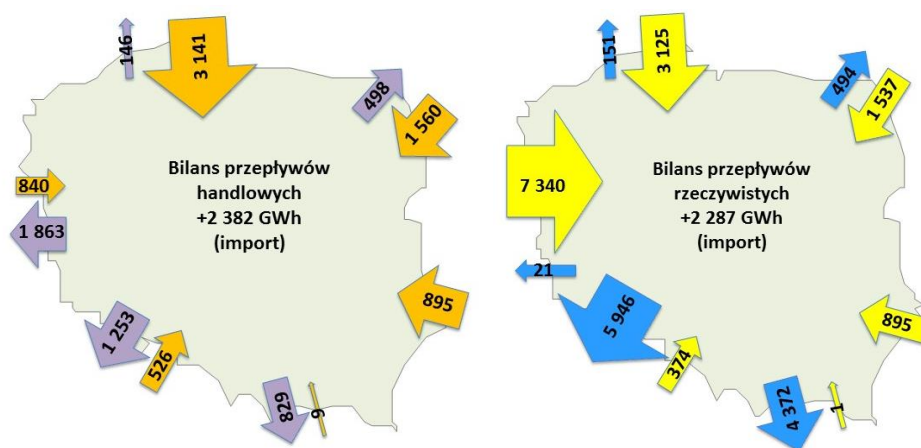 146
3 141
498
1 560
Bilans przepływów
handlowych
+2 382 GWh
(import)
840
1 863
895
1 253
526
829
9
151
3 125
494
1 537
7 340
Bilans przepływów
rzeczywistych
+2 287 GWh
(import)
21
5 946
895
374
4 372
1